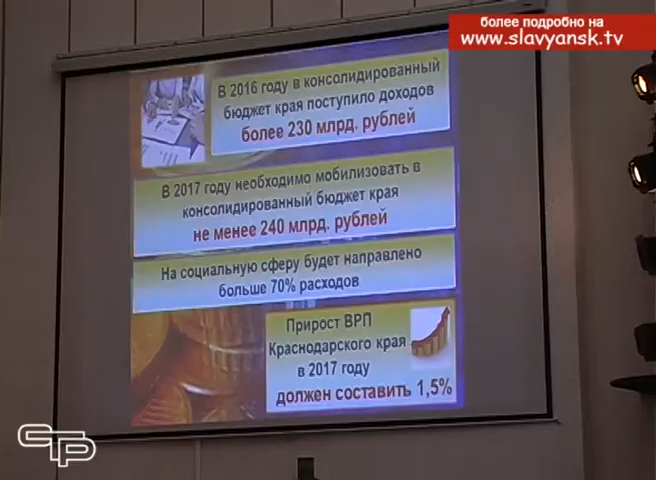 более подробно на
www.slavyansk.tv
В 2016 году в консолидированный
бюджет края поступило доходов
более 230 млрд. рублей
В 2017 году необходимо мобилизовать в
консолидированный бюджет края
не менее 240 млрд. рублей
На социальную сферу будет направлено
больше 70% расходов
Прирост ВРП
Краснодарского края
в 2017 году
должен составить 1,5%
СТР